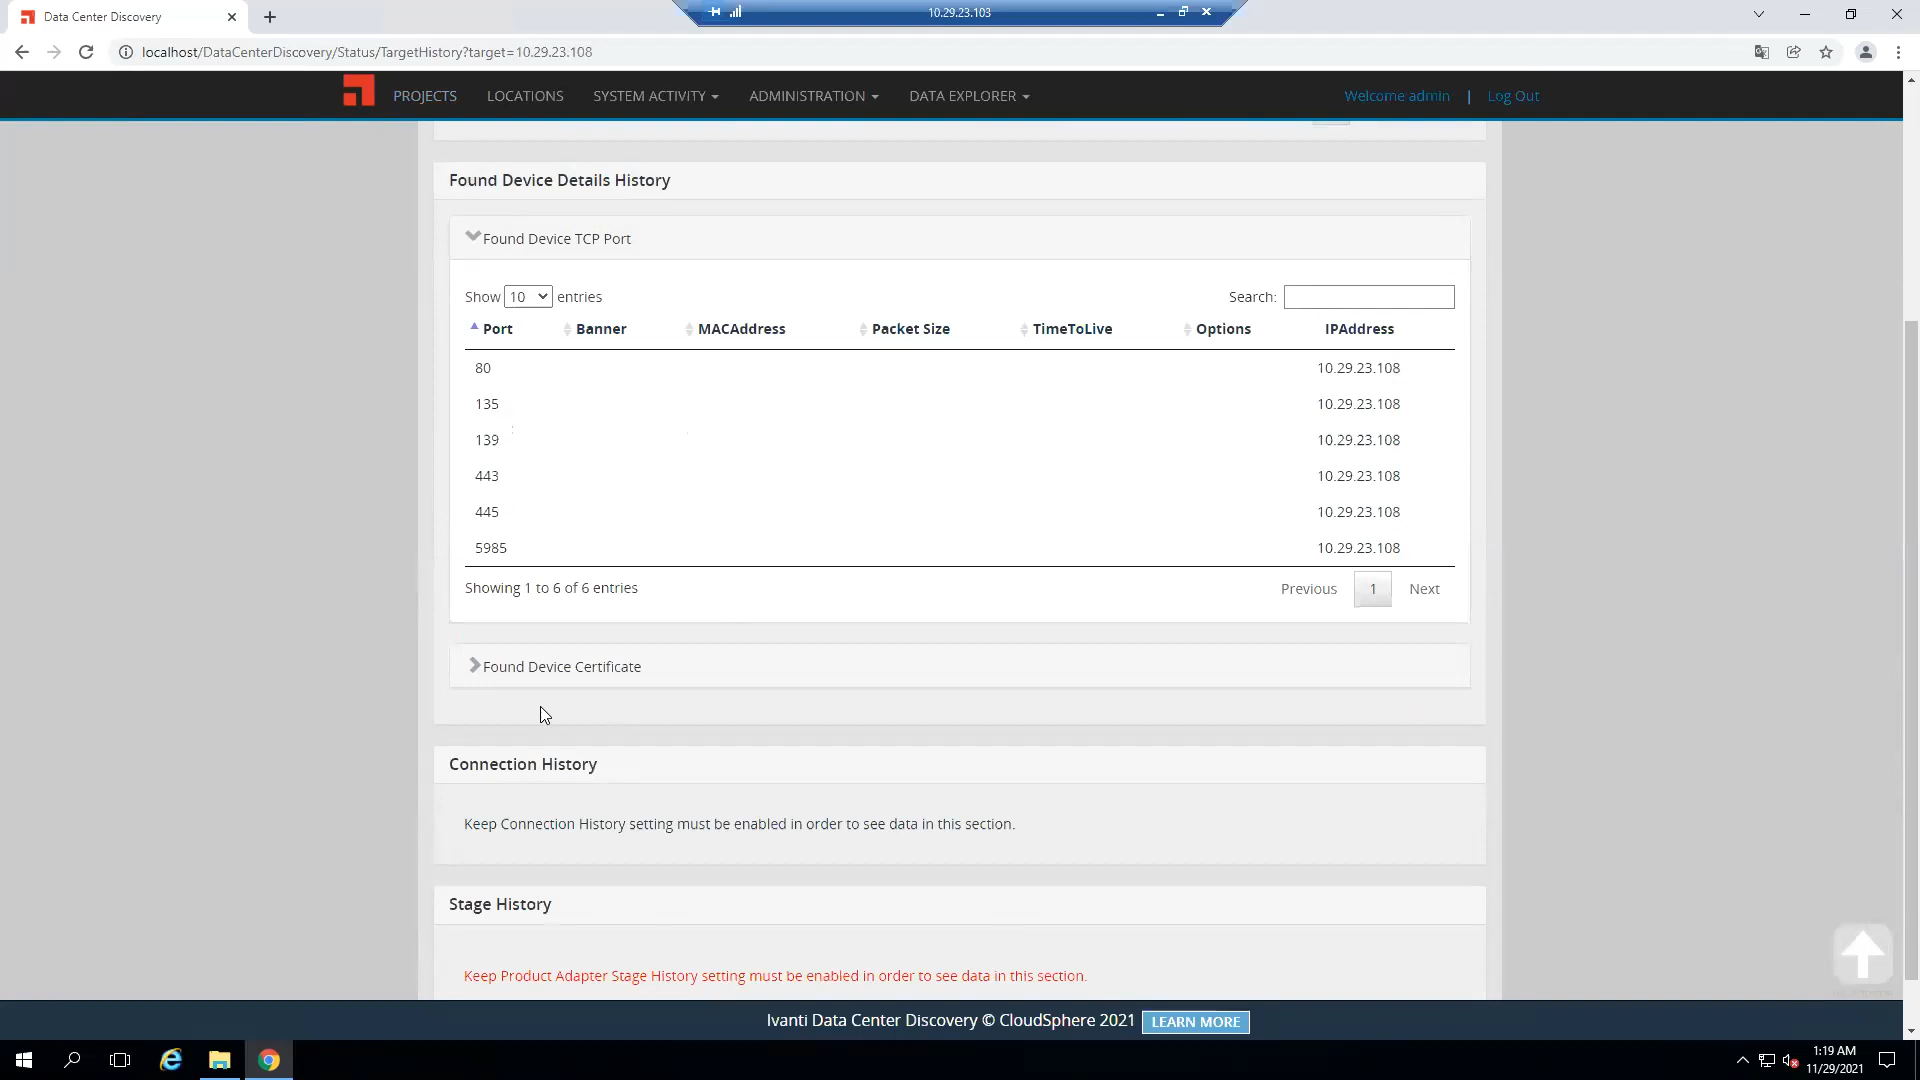 Data Center Discovery
10.29.23.103
localhost/DataCenterDiscovery/Status/TargetHistory?target=10.29.23.108
PROJECTS LOCATIONS SYSTEM ACTIVITY ADMINISTRATION DATA EXPLORER Welcome admin | Log Out
Found Device Details History
Found Device TCP Port
Show 10 entries Search:
Port Banner MACAddress Packet Size TimeToLive Options IPAddress
80 10.29.23.108
135 10.29.23.108
139 10.29.23.108
443 10.29.23.108
445 10.29.23.108
5985 10.29.23.108
Showing 1 to 6 of 6 entries Previous 1 Next
Found Device Certificate
Connection History
Keep Connection History setting must be enabled in order to see data in this section.
Stage History
Keep Product Adapter Stage History setting must be enabled in order to see data in this section.
Ivanti Data Center Discovery © CloudSphere 2021 LEARN MORE
1:19 AM
11/29/2021